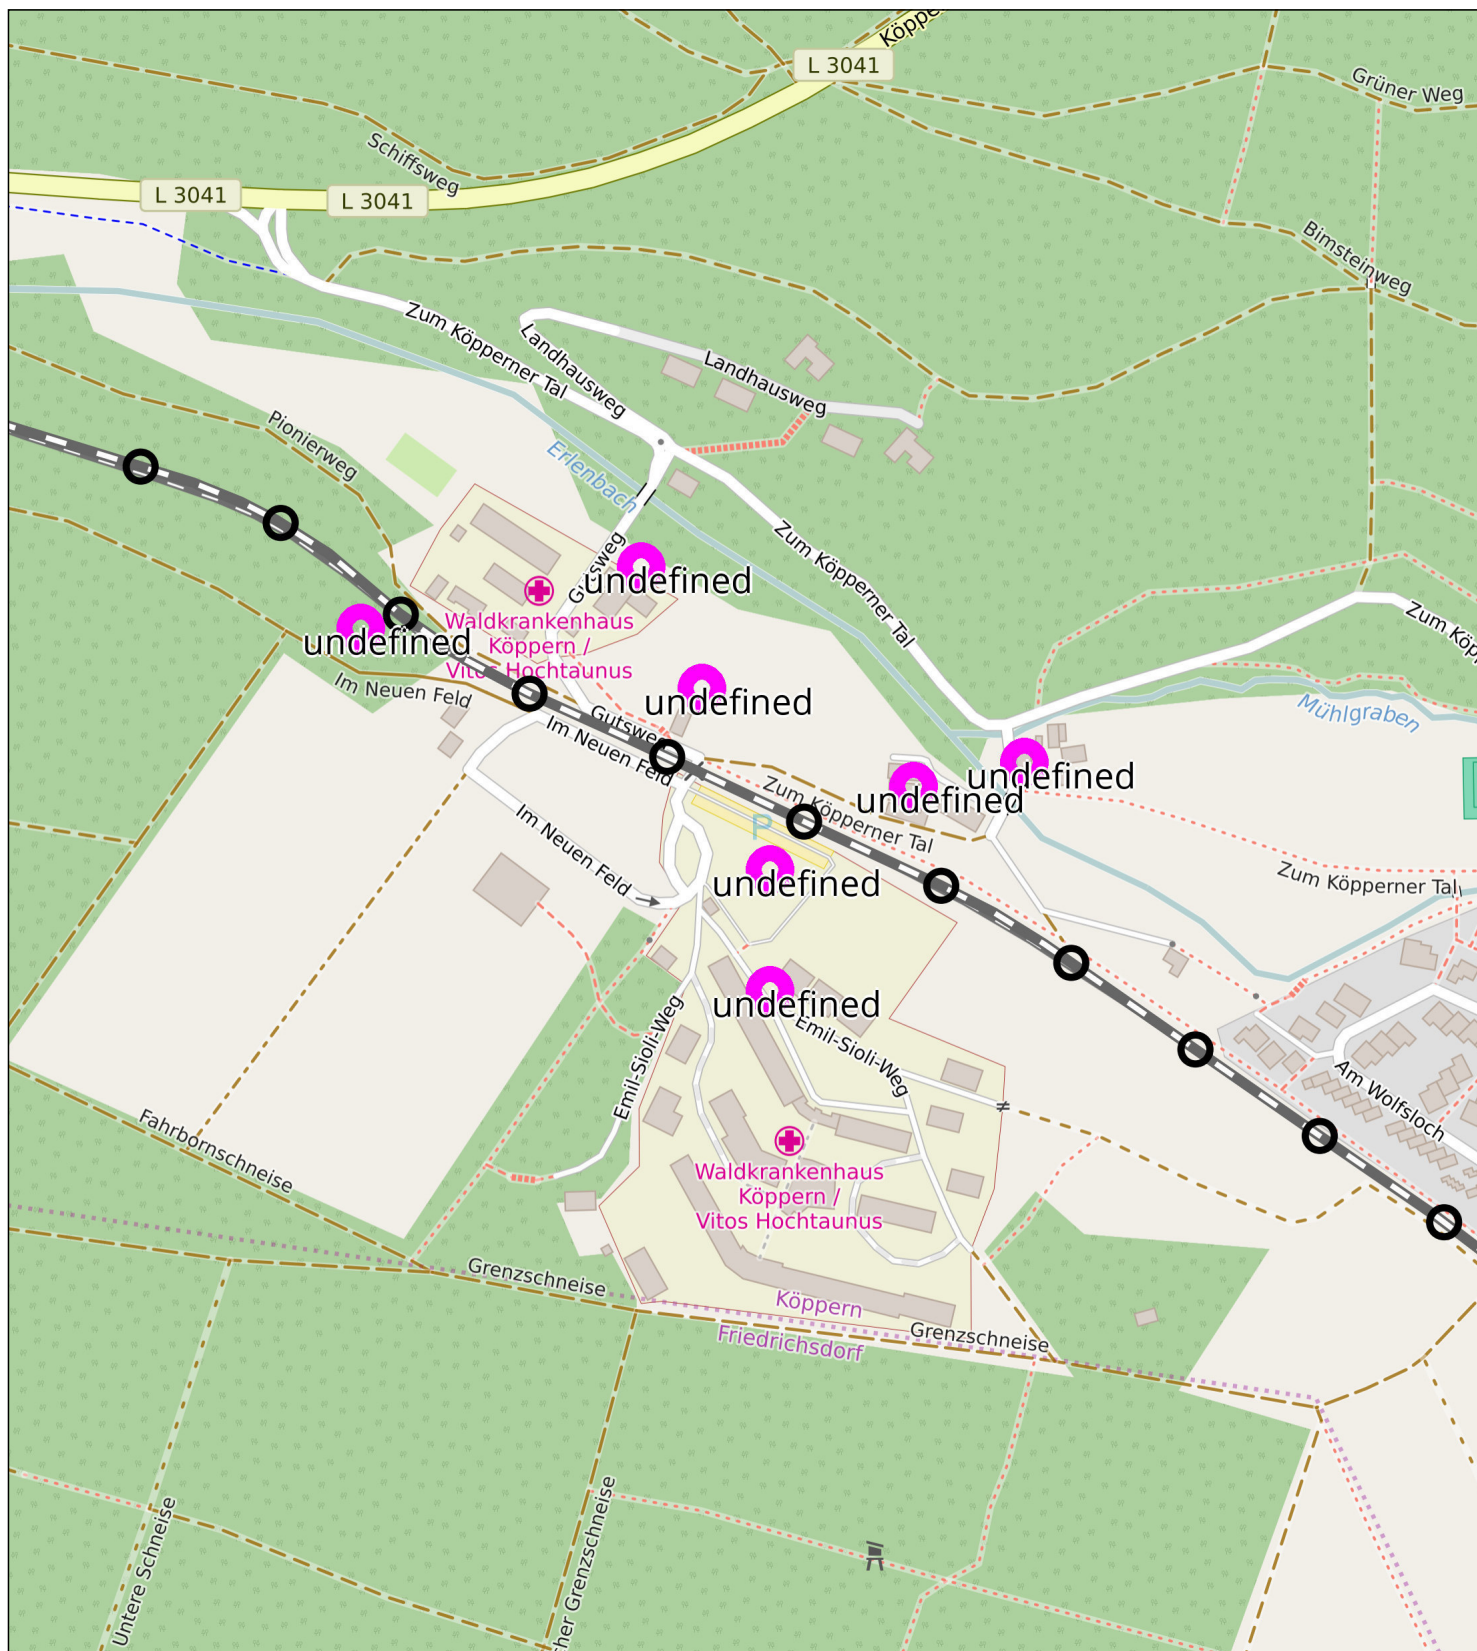 Köppe
L 3041
Grüner Weg
Schiffsweg
L 3041
L 3041
Bimsteinweg
Zum Köpperner Tal
Landhausweg
Landhausweg
Pionierweg
Erlenbach
Zum Köpperner Tal
Gutsweg
undefined
undefined
Waldkrankenhaus
Köppern /
Vitos Hochtaunus
Zum Köpp
Im Neuen Feld
undefined
Mühlgraben
Gutsweg
Im Neuen Feld
undefined
undefined
Zum Köpperner Tal
P
Im Neuen Feld
undefined
Zum Köpperner Tal
undefined
Emil-Sioli-Weg
Emil-Sioli-Weg
Am Wolfsloch
Fahrbornschneise
Waldkrankenhaus
Köppern /
Vitos Hochtaunus
Grenzschneise
Köppern
Friedrichsdorf
Grenzschneise
Untere Schneise
her Grenzschneise